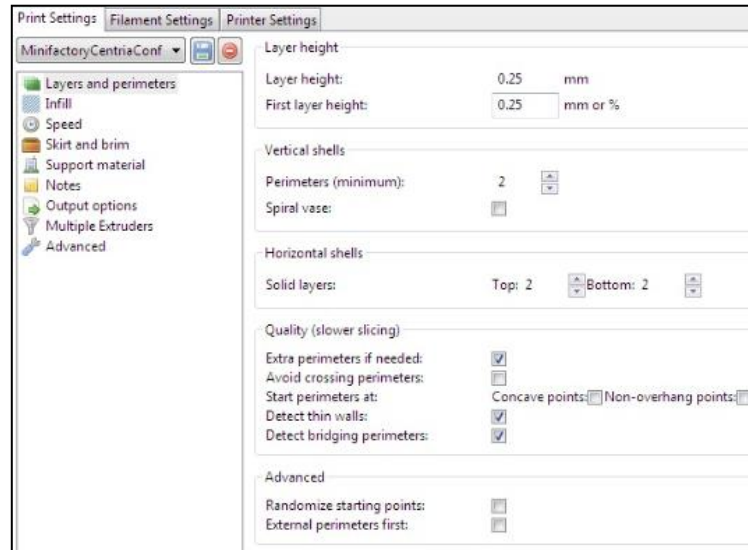 Print Settings Filament Settings Printer Settings
MinifactoryCentriaConf
Layers and perimeters
Infill
Speed
Skirt and brim
Support material
Notes
Output options
Multiple Extruders
Advanced
Layer height
Layer height: 0.25 mm
First layer height: 0.25 mm or %
Vertical shells
Perimeters (minimum): 2
Spiral vase:
Horizontal shells
Solid layers: Top: 2 Bottom: 2
Quality (slower slicing)
Extra perimeters if needed:
Avoid crossing perimeters:
Start perimeters at: Concave points: Non-overhang points:
Detect thin walls:
Detect bridging perimeters:
Advanced
Randomize starting points:
External perimeters first: